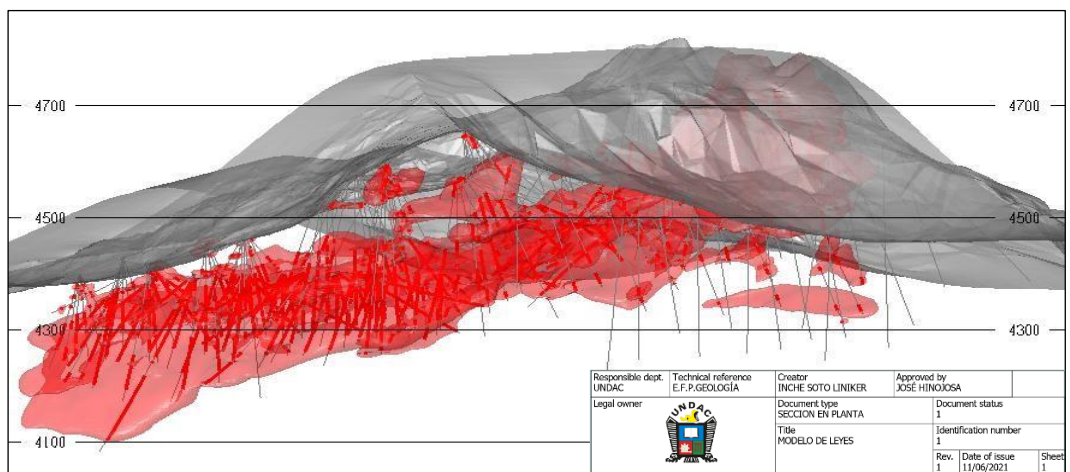 4700 4700
4500 4500
4300 4300
4100
Responsible dept. Technical reference Creator Approved by
UNDAC E.F.P.GEOLOGÍA INCHE SOTO LINIKER JOSÉ HINOJOSA
Legal owner Document type Document status
SECCION EN PLANTA 1
UNDAC
Title Identification number
MODELO DE LEYES 1
Rev. Date of issue Sheet
1 11/06/2021 1